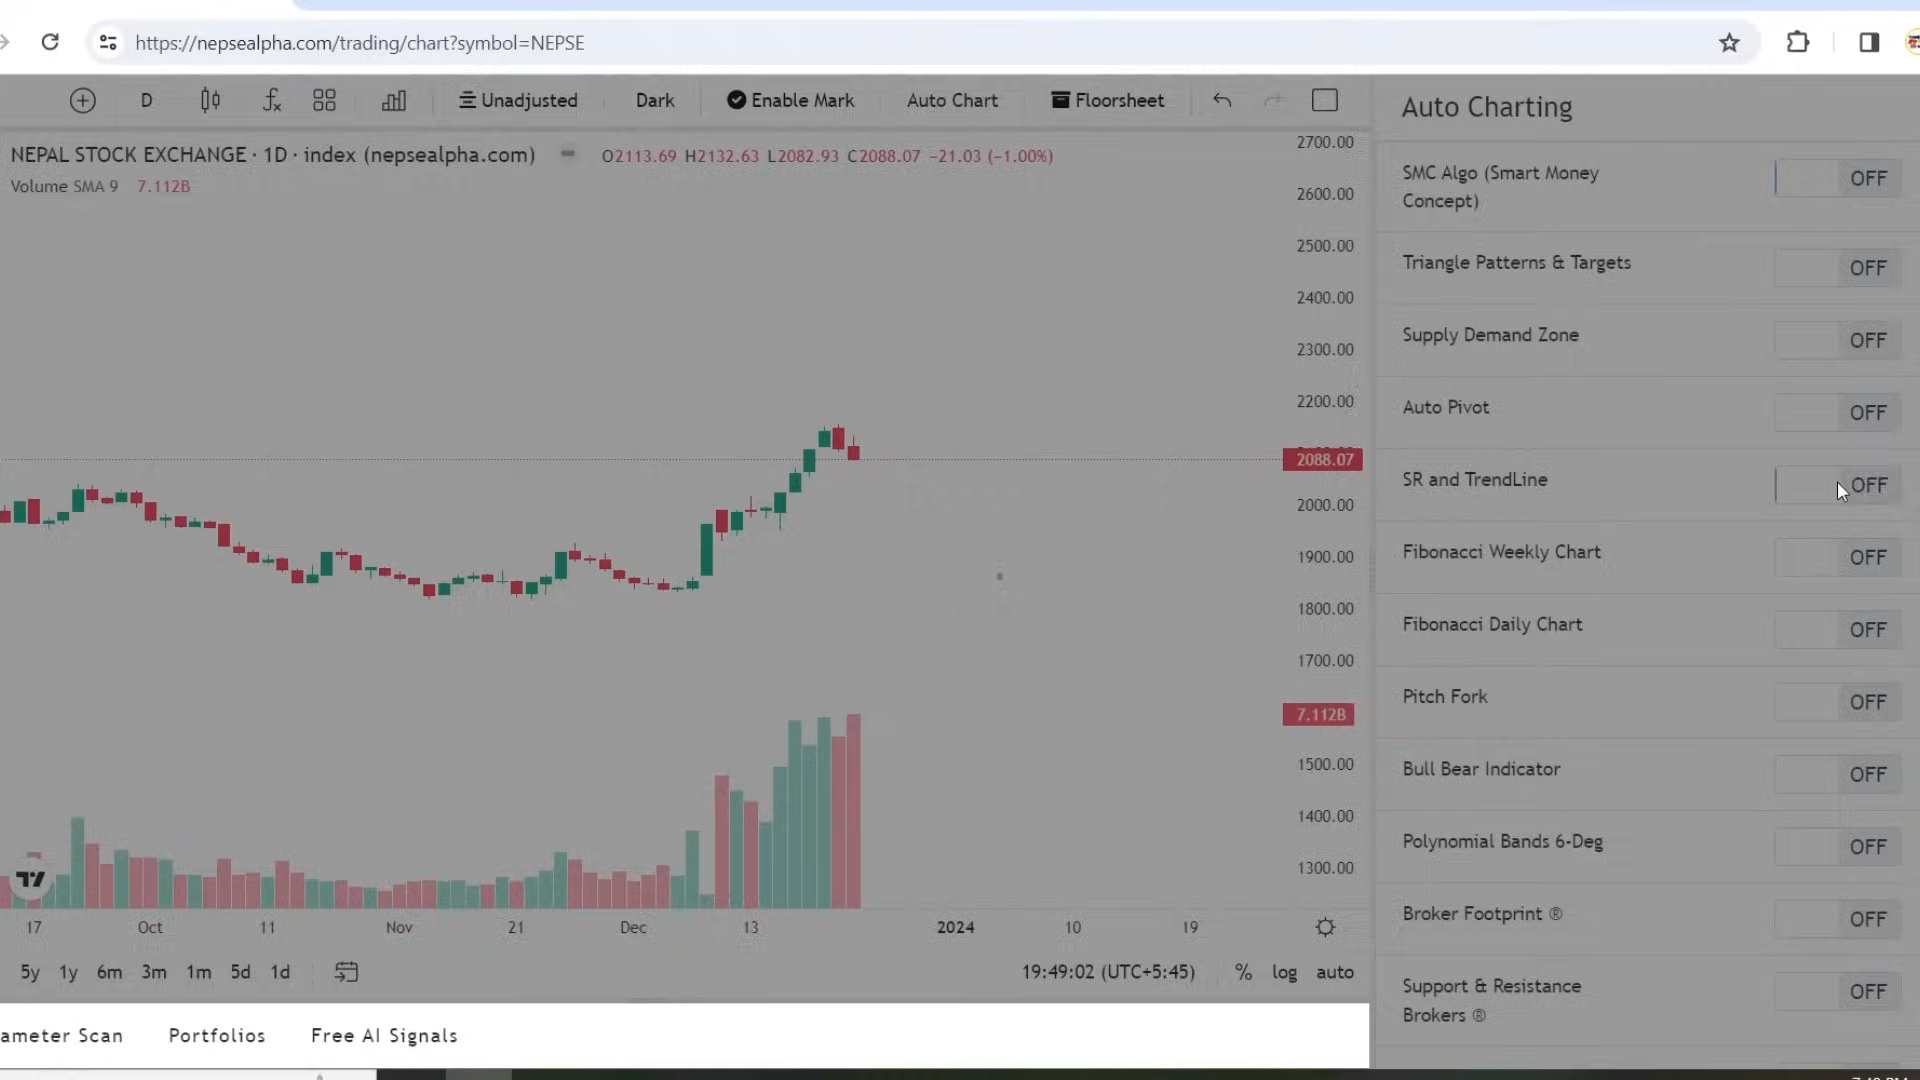 https://nepsealpha.com/trading/chart?symbol=NEPSE
D
Unadjusted
Dark
Enable Mark
Auto Chart
Floorsheet
NEPAL STOCK EXCHANGE · 1D · index (nepsealpha.com)
O2113.69 H2132.63 L2082.93 C2088.07 −21.03 (−1.00%)
Volume SMA 9 7.112B
2700.00
2600.00
2500.00
2400.00
2300.00
2200.00
2088.07
2000.00
1900.00
1800.00
1700.00
7.112B
1500.00
1400.00
1300.00
17 Oct 11 Nov 21 Dec 13 2024 10 19
5y 1y 6m 3m 1m 5d 1d
19:49:02 (UTC+5:45)
% log auto
ameter Scan
Portfolios
Free AI Signals
Auto Charting
SMC Algo (Smart Money
Concept)
OFF
Triangle Patterns & Targets
OFF
Supply Demand Zone
OFF
Auto Pivot
OFF
SR and TrendLine
OFF
Fibonacci Weekly Chart
OFF
Fibonacci Daily Chart
OFF
Pitch Fork
OFF
Bull Bear Indicator
OFF
Polynomial Bands 6-Deg
OFF
Broker Footprint ®
OFF
Support & Resistance
Brokers ®
OFF